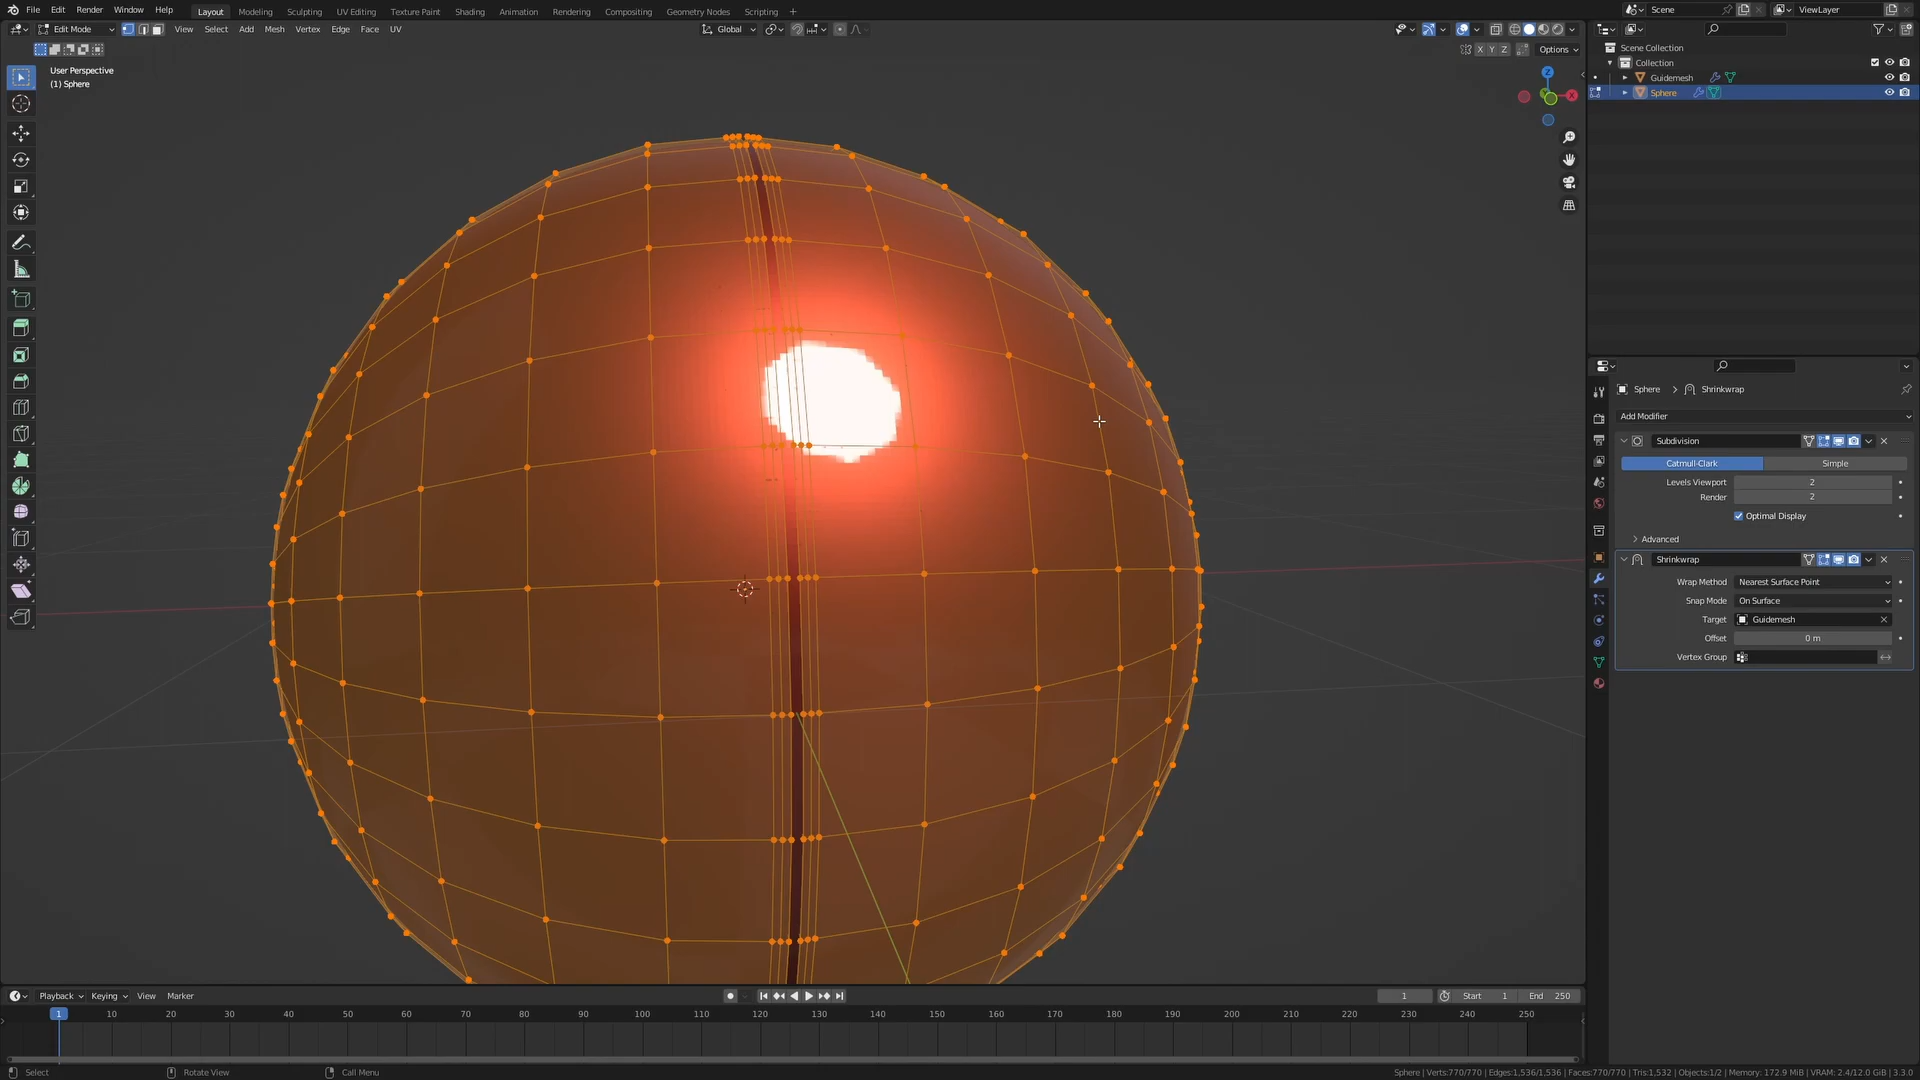 File Edit Render Window Help Layout Modeling Sculpting UV Editing Texture Paint Shading Animation Rendering Compositing Geometry Nodes Scripting + Scene ViewLayer
Edit Mode View Select Add Mesh Vertex Edge Face UV Global
X Y Z Options
User Perspective
(1) Sphere
Z
X
Scene Collection
Collection
Guidemesh
Sphere
Sphere > Shrinkwrap
Add Modifier
Subdivision
Catmull-Clark Simple
Levels Viewport 2
Render 2
Optimal Display
Advanced
Shrinkwrap
Wrap Method Nearest Surface Point
Snap Mode On Surface
Target Guidemesh
Offset 0 m
Vertex Group
Playback Keying View Marker 1 Start 1 End 250
1 10 20 30 40 50 60 70 80 90 100 110 120 130 140 150 160 170 180 190 200 210 220 230 240 250
Select Rotate View Call Menu Sphere | Verts:770/770 | Edges:1,536/1,536 | Faces:770/770 | Tris:1,532 | Objects:1/2 | Memory: 172.9 MiB | VRAM: 2.4/12.0 GiB | 3.3.0